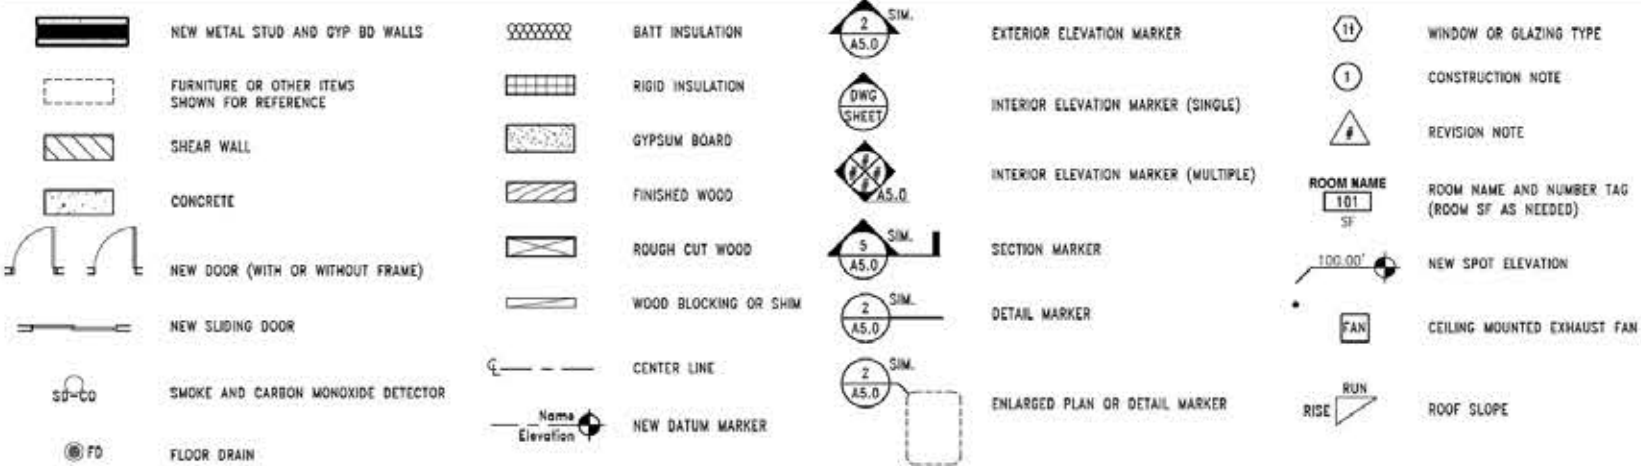 NEW METAL STUD AND GYP BD WALLS
FURNITURE OR OTHER ITEMS
SHOWN FOR REFERENCE
SHEAR WALL
CONCRETE
NEW DOOR (WITH OR WITHOUT FRAME)
NEW SLIDING DOOR
sd-co
SMOKE AND CARBON MONOXIDE DETECTOR
FD
FLOOR DRAIN
BATT INSULATION
RIGID INSULATION
GYPSUM BOARD
FINISHED WOOD
ROUGH CUT WOOD
WOOD BLOCKING OR SHIM
℄
CENTER LINE
Name
Elevation
NEW DATUM MARKER
2
A5.0
SIM.
EXTERIOR ELEVATION MARKER
DWG
SHEET
INTERIOR ELEVATION MARKER (SINGLE)
# # # #
A5.0
INTERIOR ELEVATION MARKER (MULTIPLE)
5
A5.0
SIM.
SECTION MARKER
2
A5.0
SIM.
DETAIL MARKER
2
A5.0
SIM.
ENLARGED PLAN OR DETAIL MARKER
WINDOW OR GLAZING TYPE
1
CONSTRUCTION NOTE
#
REVISION NOTE
ROOM NAME
101
SF
ROOM NAME AND NUMBER TAG
(ROOM SF AS NEEDED)
100.00'
NEW SPOT ELEVATION
FAN
CEILING MOUNTED EXHAUST FAN
RUN
RISE
ROOF SLOPE